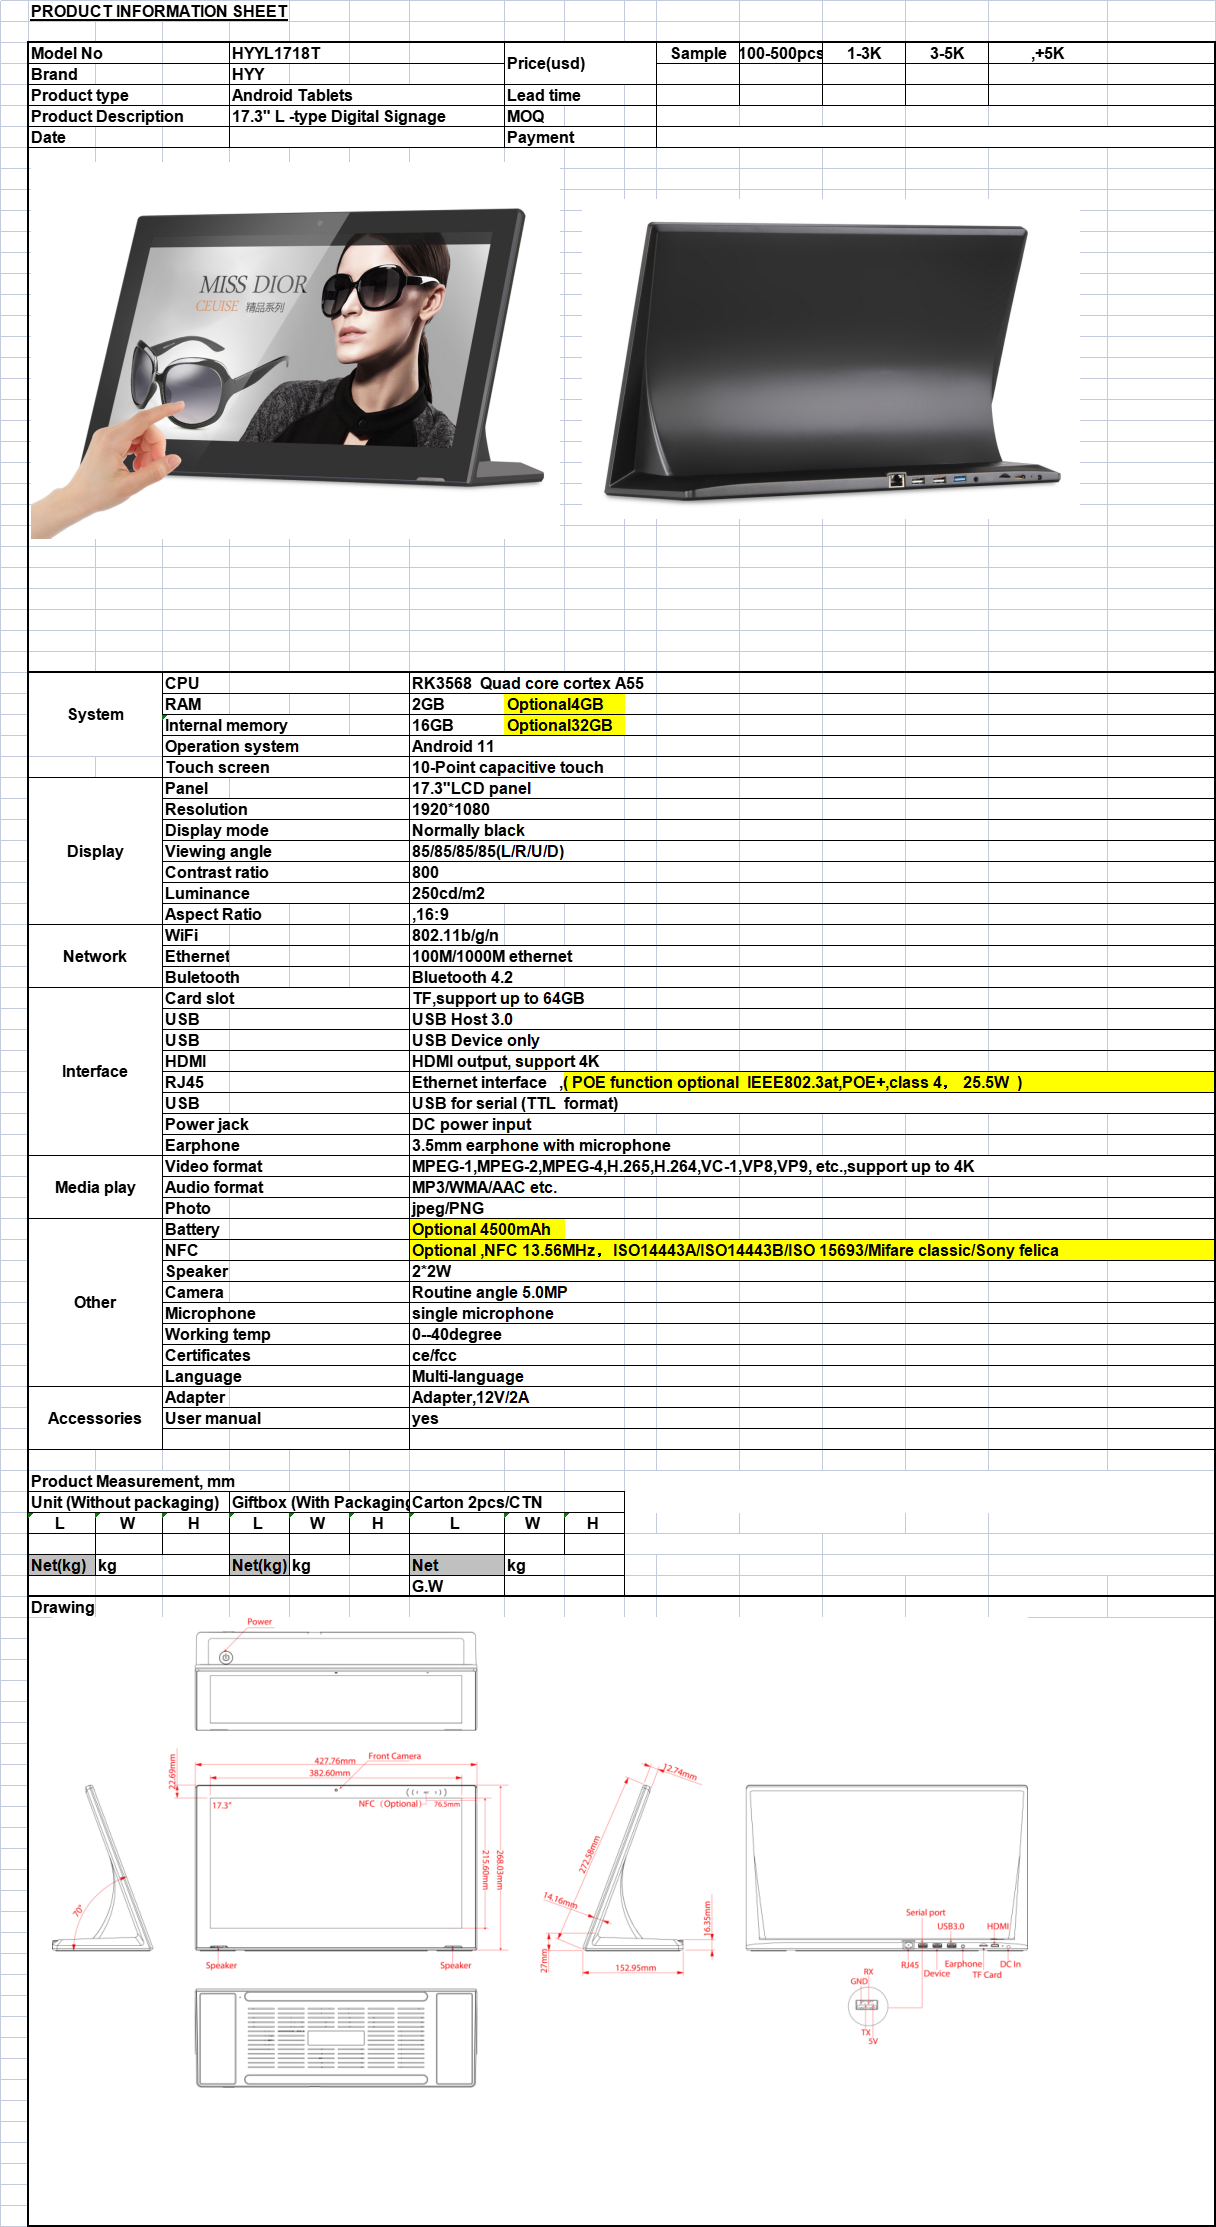 PRODUCT INFORMATION SHEET
Model No HYYL1718T Price(usd) Sample 100-500pcs 1-3K 3-5K ,+5K
Brand HYY
Product type Android Tablets Lead time
Product Description 17.3" L -type Digital Signage MOQ
Date Payment
MISS DIOR
CEUISE 精品系列
System
CPU RK3568 Quad core cortex A55
RAM 2GB Optional4GB
Internal memory 16GB Optional32GB
Operation system Android 11
Touch screen 10-Point capacitive touch
Display
Panel 17.3"LCD panel
Resolution 1920*1080
Display mode Normally black
Viewing angle 85/85/85/85(L/R/U/D)
Contrast ratio 800
Luminance 250cd/m2
Aspect Ratio ,16:9
Network
WiFi 802.11b/g/n
Ethernet 100M/1000M ethernet
Buletooth Bluetooth 4.2
Interface
Card slot TF,support up to 64GB
USB USB Host 3.0
USB USB Device only
HDMI HDMI output, support 4K
RJ45 Ethernet interface ,( POE function optional IEEE802.3at,POE+,class 4， 25.5W )
USB USB for serial (TTL format)
Power jack DC power input
Earphone 3.5mm earphone with microphone
Media play
Video format MPEG-1,MPEG-2,MPEG-4,H.265,H.264,VC-1,VP8,VP9, etc.,support up to 4K
Audio format MP3/WMA/AAC etc.
Photo jpeg/PNG
Other
Battery Optional 4500mAh
NFC Optional ,NFC 13.56MHz，ISO14443A/ISO14443B/ISO 15693/Mifare classic/Sony felica
Speaker 2*2W
Camera Routine angle 5.0MP
Microphone single microphone
Working temp 0--40degree
Certificates ce/fcc
Language Multi-language
Accessories
Adapter Adapter,12V/2A
User manual yes
Product Measurement, mm
Unit (Without packaging) Giftbox (With Packaging Carton 2pcs/CTN
L W H L W H L W H
Net(kg) kg Net(kg) kg Net kg
G.W
Drawing
Power
427.76mm
382.60mm
Front Camera
22.69mm
17.3"
NFC (Optional)
76.5mm
215.60mm
268.03mm
Speaker
Speaker
70°
12.74mm
272.58mm
14.16mm
27mm
152.95mm
16.35mm
Serial port
USB3.0
HDMI
RJ45
Device
Earphone
TF Card
DC In
RX
GND
TX
5V